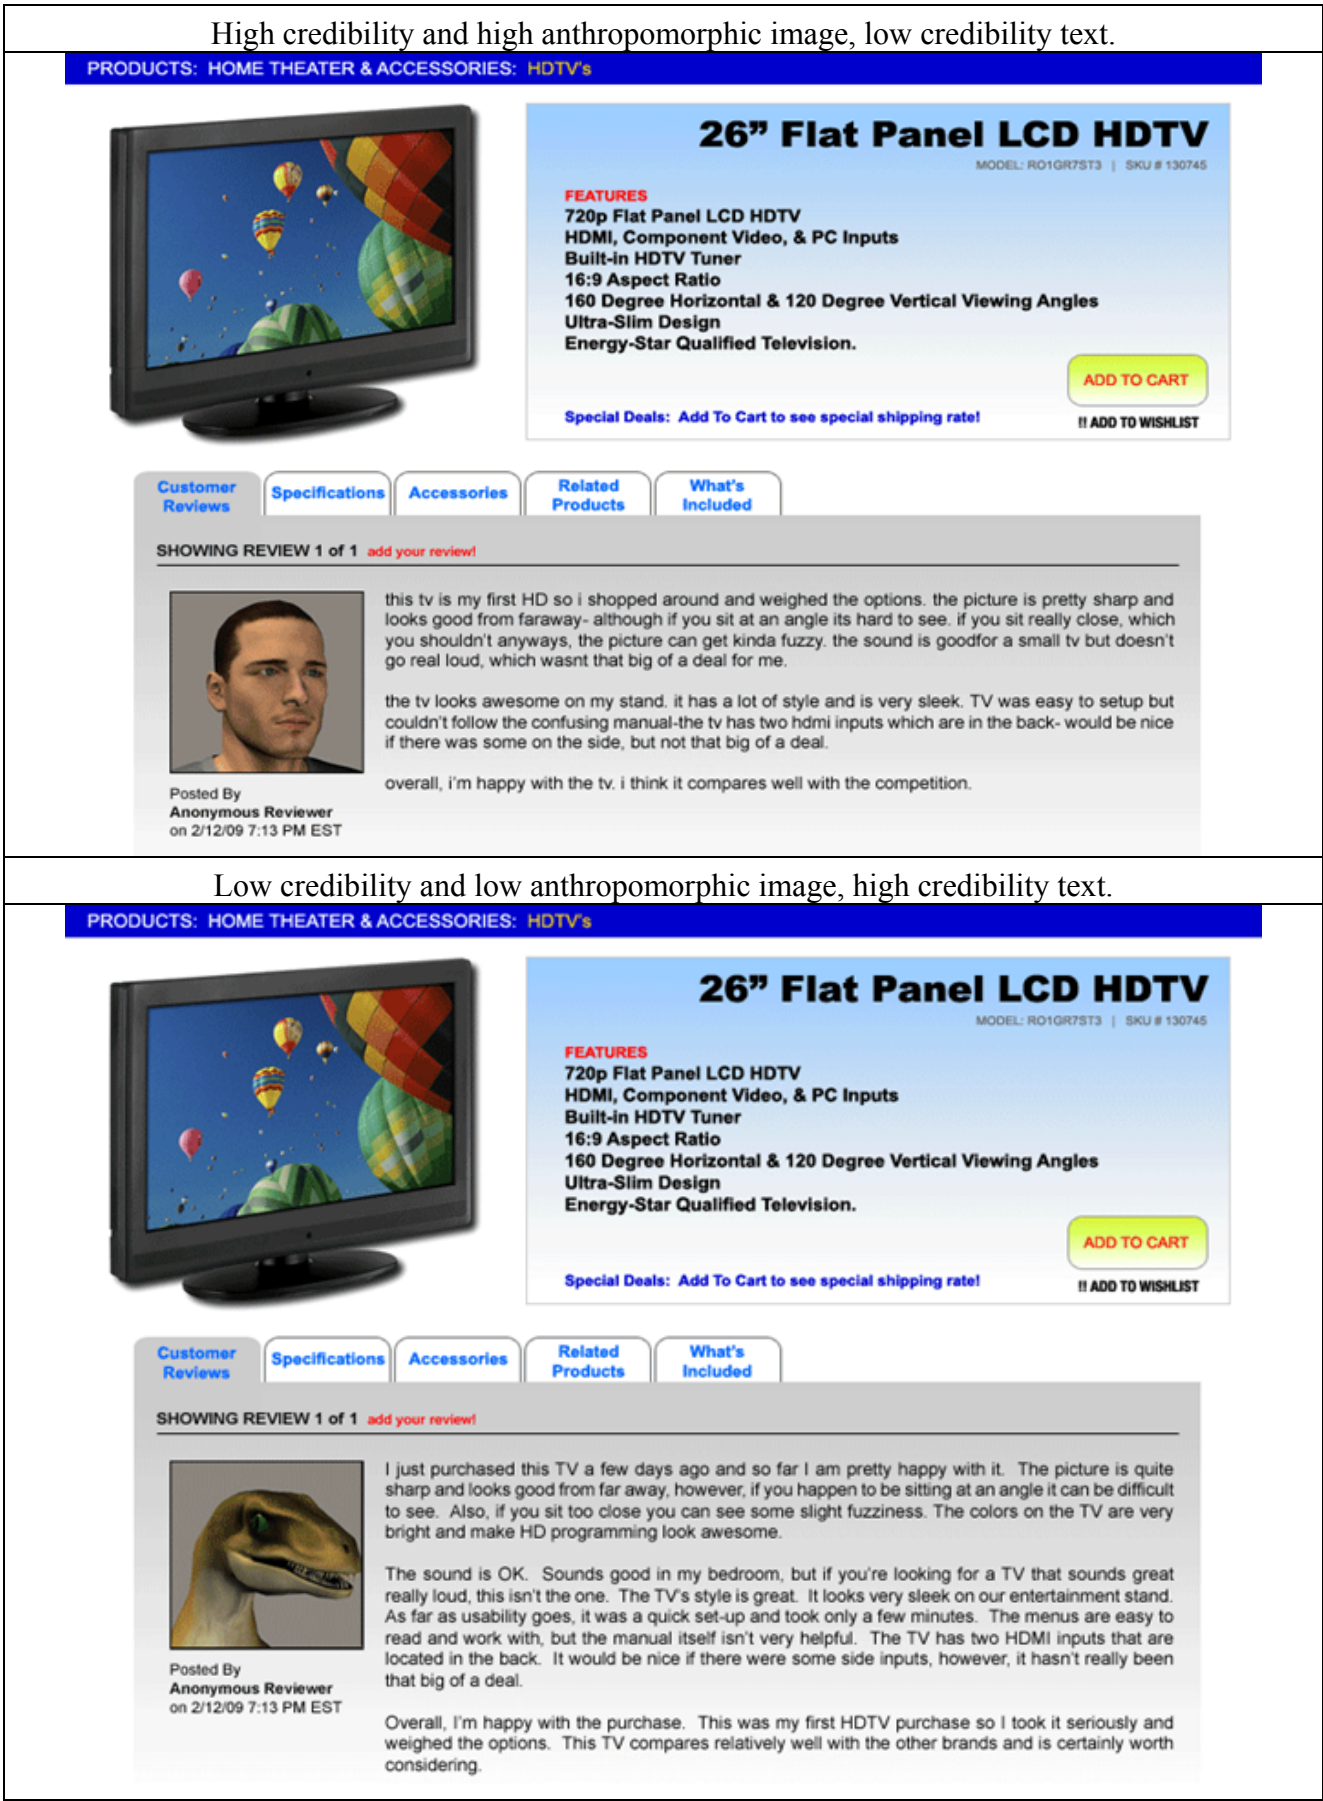 High credibility and high anthropomorphic image, low credibility text.
PRODUCTS: HOME THEATER & ACCESSORIES: HDTV's
26” Flat Panel LCD HDTV
MODEL: RO1GR7ST3 | SKU # 130745
FEATURES
720p Flat Panel LCD HDTV
HDMI, Component Video, & PC Inputs
Built-in HDTV Tuner
16:9 Aspect Ratio
160 Degree Horizontal & 120 Degree Vertical Viewing Angles
Ultra-Slim Design
Energy-Star Qualified Television.
ADD TO CART
Special Deals: Add To Cart to see special shipping rate!
!! ADD TO WISHLIST
Customer Reviews
Specifications
Accessories
Related Products
What's Included
SHOWING REVIEW 1 of 1 add your review!
this tv is my first HD so i shopped around and weighed the options. the picture is pretty sharp and
looks good from faraway- although if you sit at an angle its hard to see. if you sit really close, which
you shouldn't anyways, the picture can get kinda fuzzy. the sound is goodfor a small tv but doesn't
go real loud, which wasnt that big of a deal for me.
the tv looks awesome on my stand. it has a lot of style and is very sleek. TV was easy to setup but
couldn't follow the confusing manual-the tv has two hdmi inputs which are in the back- would be nice
if there was some on the side, but not that big of a deal.
overall, i'm happy with the tv. i think it compares well with the competition.
Posted By
Anonymous Reviewer
on 2/12/09 7:13 PM EST
Low credibility and low anthropomorphic image, high credibility text.
PRODUCTS: HOME THEATER & ACCESSORIES: HDTV's
26” Flat Panel LCD HDTV
MODEL: RO1GR7ST3 | SKU # 130745
FEATURES
720p Flat Panel LCD HDTV
HDMI, Component Video, & PC Inputs
Built-in HDTV Tuner
16:9 Aspect Ratio
160 Degree Horizontal & 120 Degree Vertical Viewing Angles
Ultra-Slim Design
Energy-Star Qualified Television.
ADD TO CART
Special Deals: Add To Cart to see special shipping rate!
!! ADD TO WISHLIST
Customer Reviews
Specifications
Accessories
Related Products
What's Included
SHOWING REVIEW 1 of 1 add your review!
I just purchased this TV a few days ago and so far I am pretty happy with it. The picture is quite
sharp and looks good from far away, however, if you happen to be sitting at an angle it can be difficult
to see. Also, if you sit too close you can see some slight fuzziness. The colors on the TV are very
bright and make HD programming look awesome.
The sound is OK. Sounds good in my bedroom, but if you're looking for a TV that sounds great
really loud, this isn't the one. The TV's style is great. It looks very sleek on our entertainment stand.
As far as usability goes, it was a quick set-up and took only a few minutes. The menus are easy to
read and work with, but the manual itself isn't very helpful. The TV has two HDMI inputs that are
located in the back. It would be nice if there were some side inputs, however, it hasn't really been
that big of a deal.
Overall, I'm happy with the purchase. This was my first HDTV purchase so I took it seriously and
weighed the options. This TV compares relatively well with the other brands and is certainly worth
considering.
Posted By
Anonymous Reviewer
on 2/12/09 7:13 PM EST